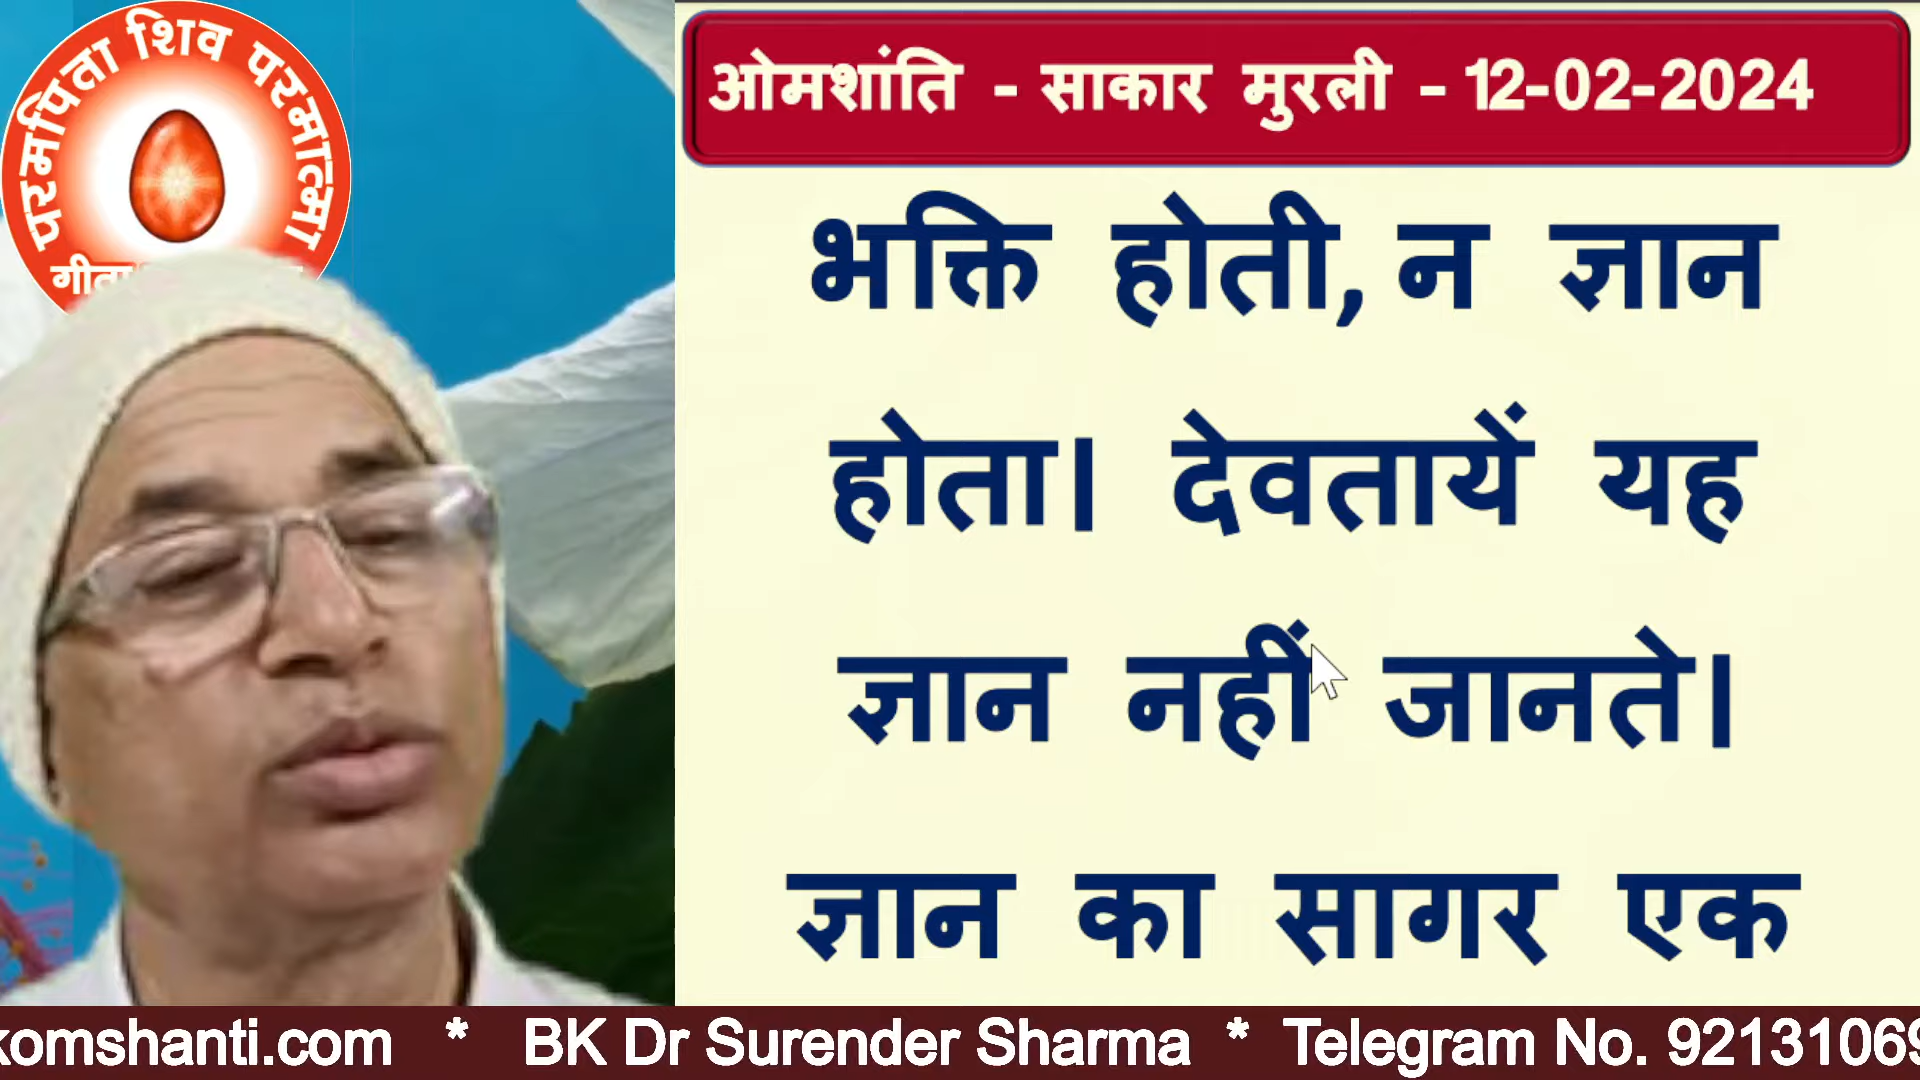 परमपिता शिव परमात्मा
ओमशांति - साकार मुरली - 12-02-2024
भक्ति होती, न ज्ञान
होता। देवतायें यह
ज्ञान नहीं जानते।
ज्ञान का सागर एक
komshanti.com * BK Dr Surender Sharma * Telegram No. 92131069